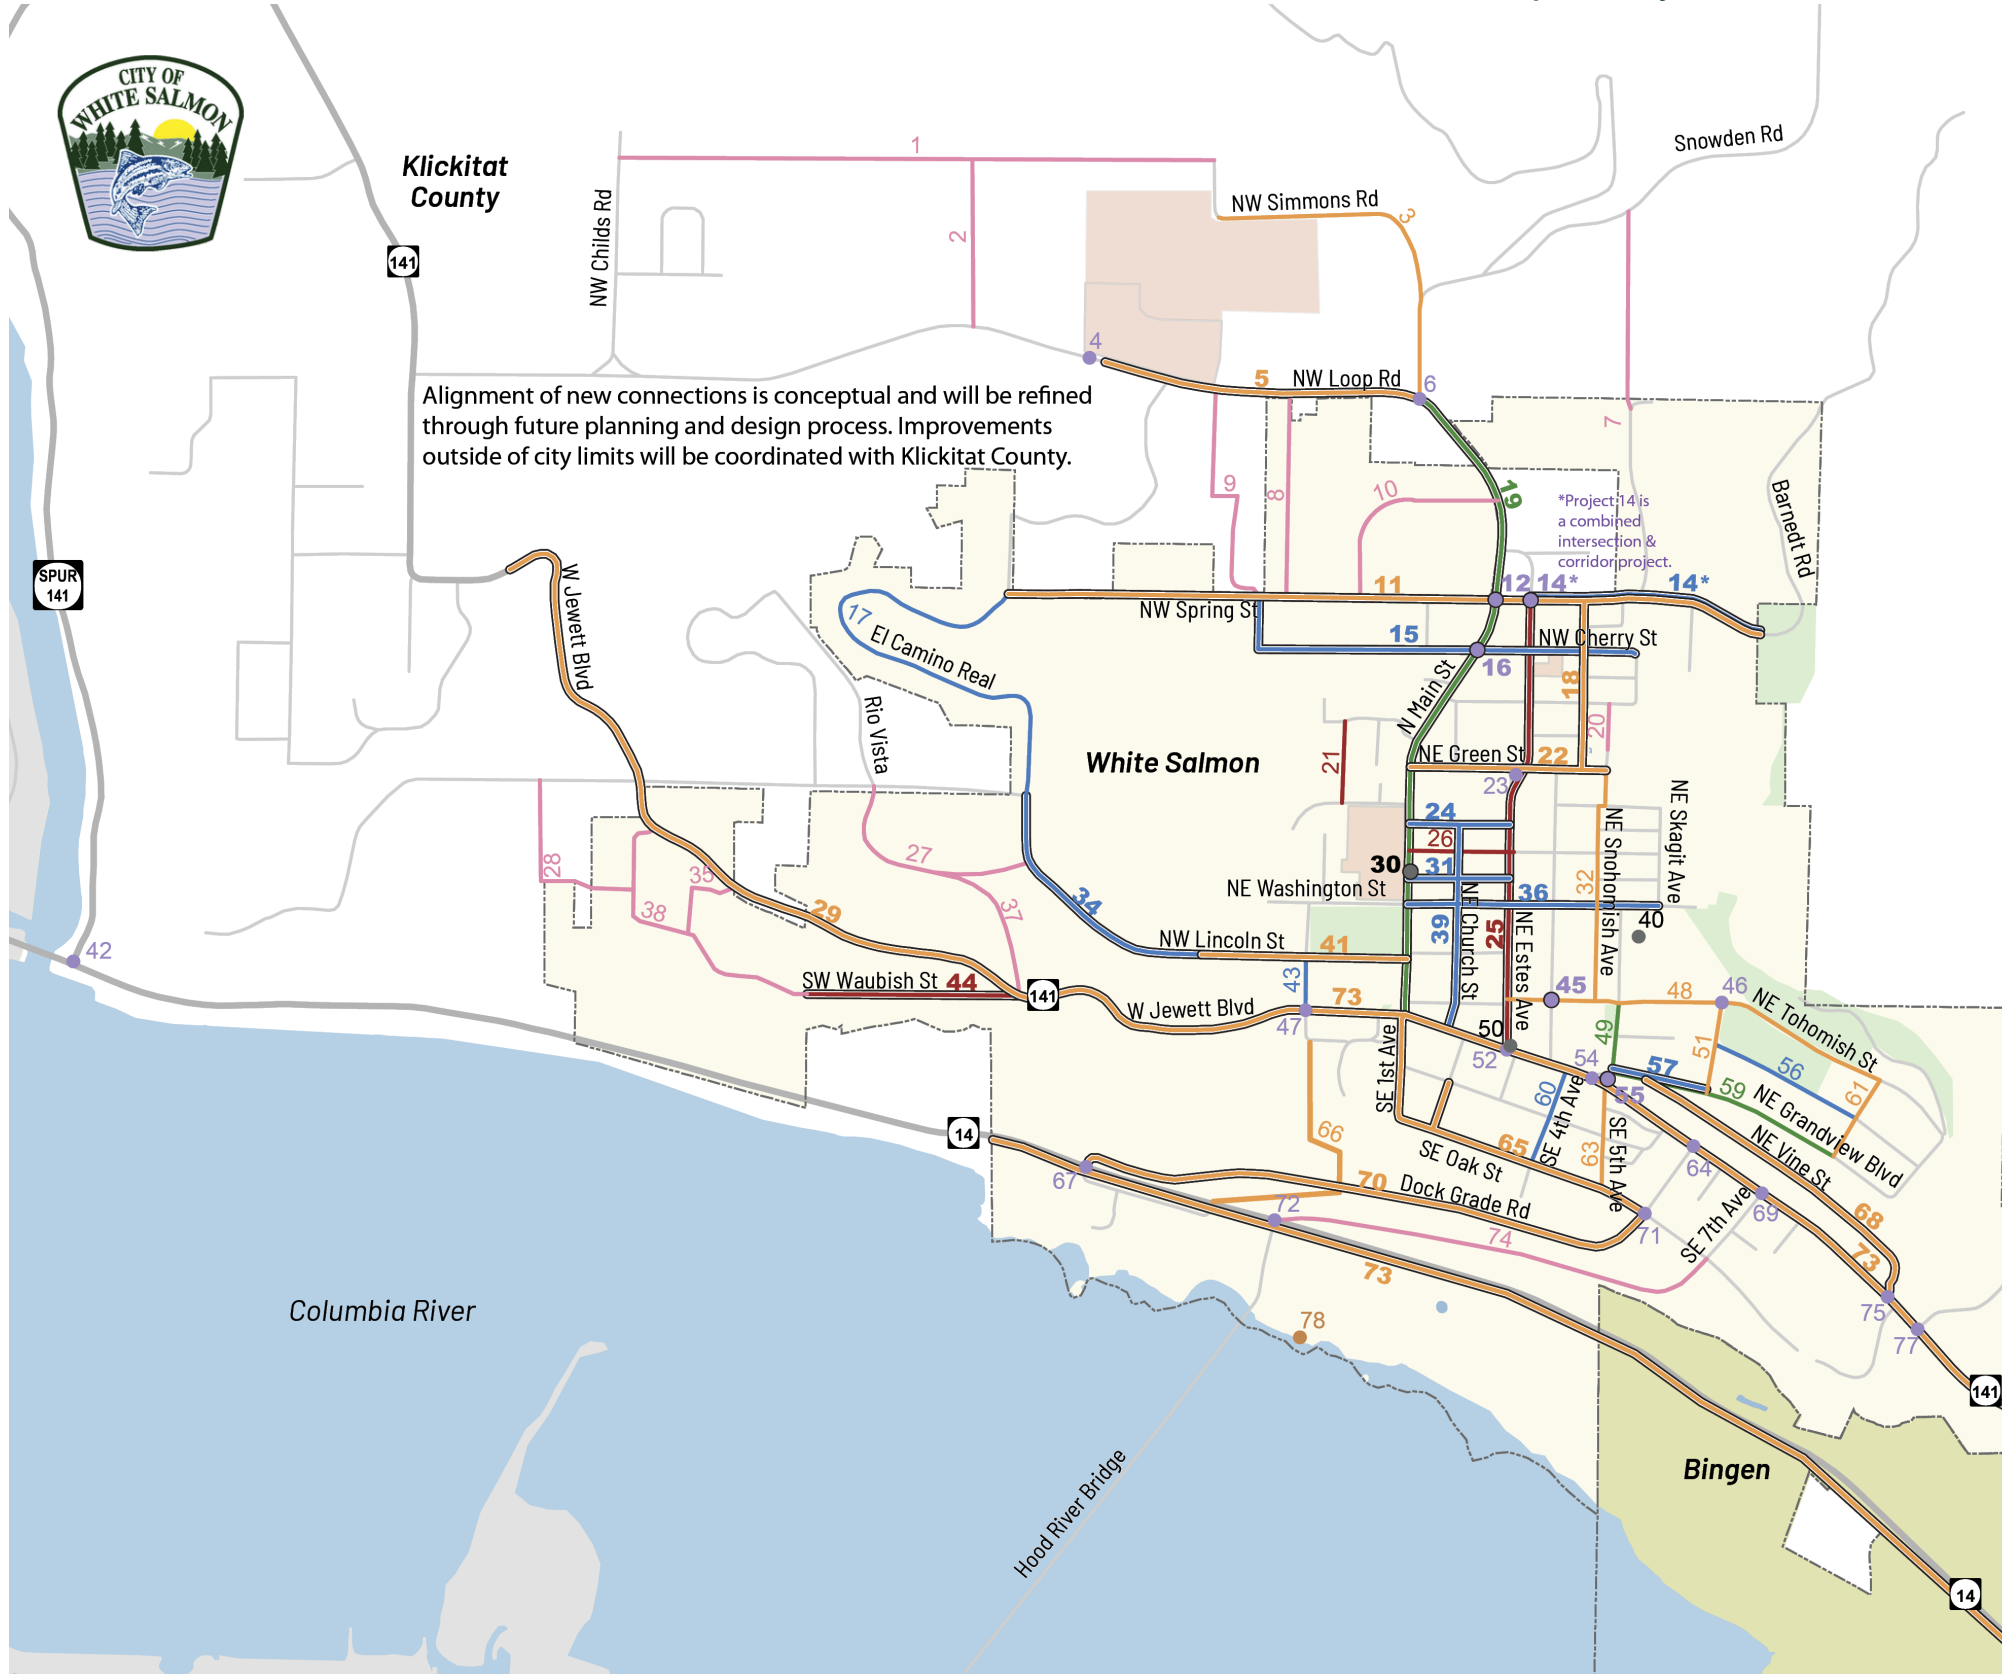 CITY OF
WHITE SALMON
Klickitat
County
141
NW Childs Rd
1
2
NW Simmons Rd
3
Snowden Rd
4
5
NW Loop Rd
6
7
Alignment of new connections is conceptual and will be refined
through future planning and design process. Improvements
outside of city limits will be coordinated with Klickitat County.
9
8
10
19
*Project 14 is
a combined
intersection &
corridor project.
Barnedt Rd
SPUR
141
W Jewett Blvd
17
El Camino Real
11
12
14*
14*
NW Spring St
15
NW Cherry St
16
18
N Main St
Rio Vista
20
White Salmon
21
NE Green St
22
23
24
26
NE Snohomish Ave
NE Skagit Ave
28
35
27
30
31
32
NE Washington St
36
38
29
34
37
39
NE Church St
25
NE Estes Ave
40
42
NW Lincoln St
41
SW Waubish St
44
141
43
45
46
48
W Jewett Blvd
73
47
49
NE Tohomish St
50
52
54
51
SE 1st Ave
57
56
55
59
61
60
SE 4th Ave
NE Grandview Blvd
14
66
65
63
SE 5th Ave
NE Vine St
SE Oak St
64
67
70
Dock Grade Rd
72
71
SE 7th Ave
69
68
74
73
73
75
77
78
Columbia River
141
Bingen
Hood River Bridge
14